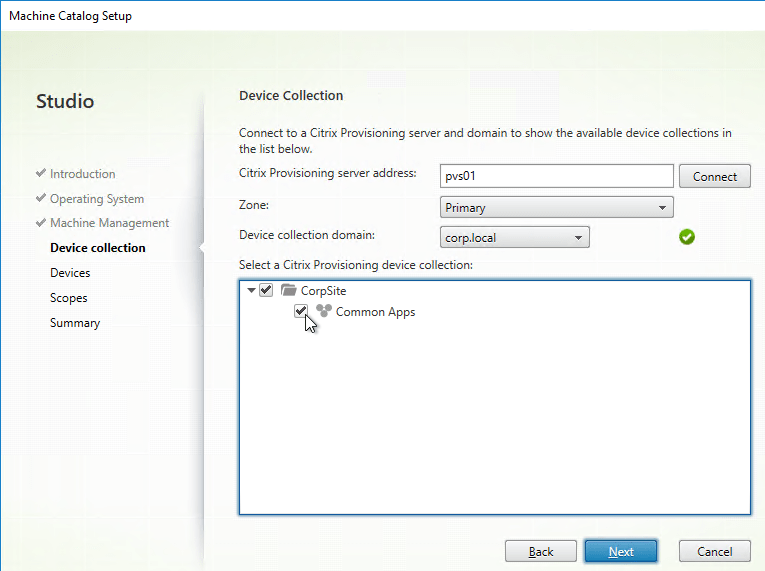 Machine Catalog Setup
Studio
Introduction
Operating System
Machine Management
Device collection
Devices
Scopes
Summary
Device Collection
Connect to a Citrix Provisioning server and domain to show the available device collections in
the list below.
Citrix Provisioning server address:
pvs01
Connect
Zone:
Primary
Device collection domain:
corp.local
Select a Citrix Provisioning device collection:
CorpSite
Common Apps
Back
Next
Cancel